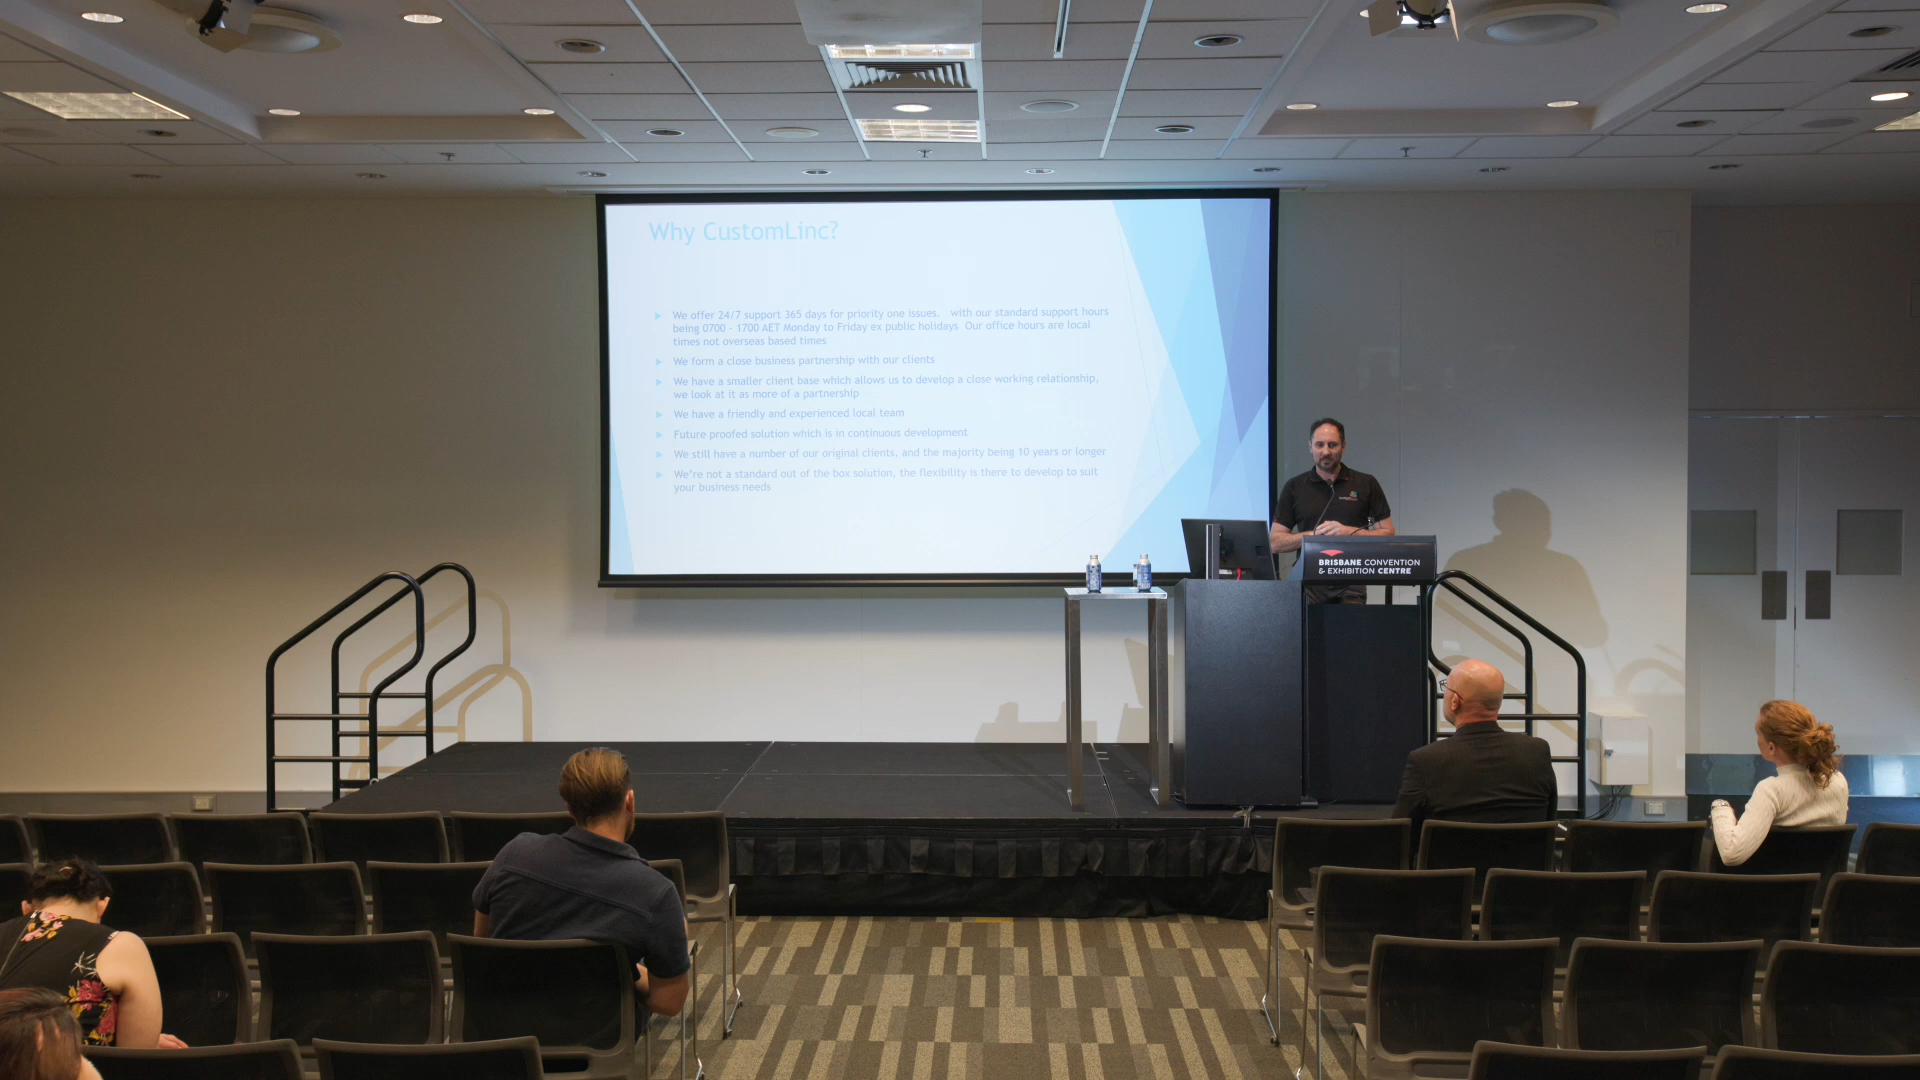 Why CustomLinc?
We offer 24/7 support 365 days for priority one issues. with our standard support hours
being 0700 - 1700 AET Monday to Friday ex public holidays Our office hours are local
times not overseas based times
We form a close business partnership with our clients
We have a smaller client base which allows us to develop a close working relationship,
we look at it as more of a partnership
We have a friendly and experienced local team
Future proofed solution which is in continuous development
We still have a number of our original clients, and the majority being 10 years or longer
We're not a standard out of the box solution, the flexibility is there to develop to suit
your business needs
BRISBANE CONVENTION
& EXHIBITION CENTRE